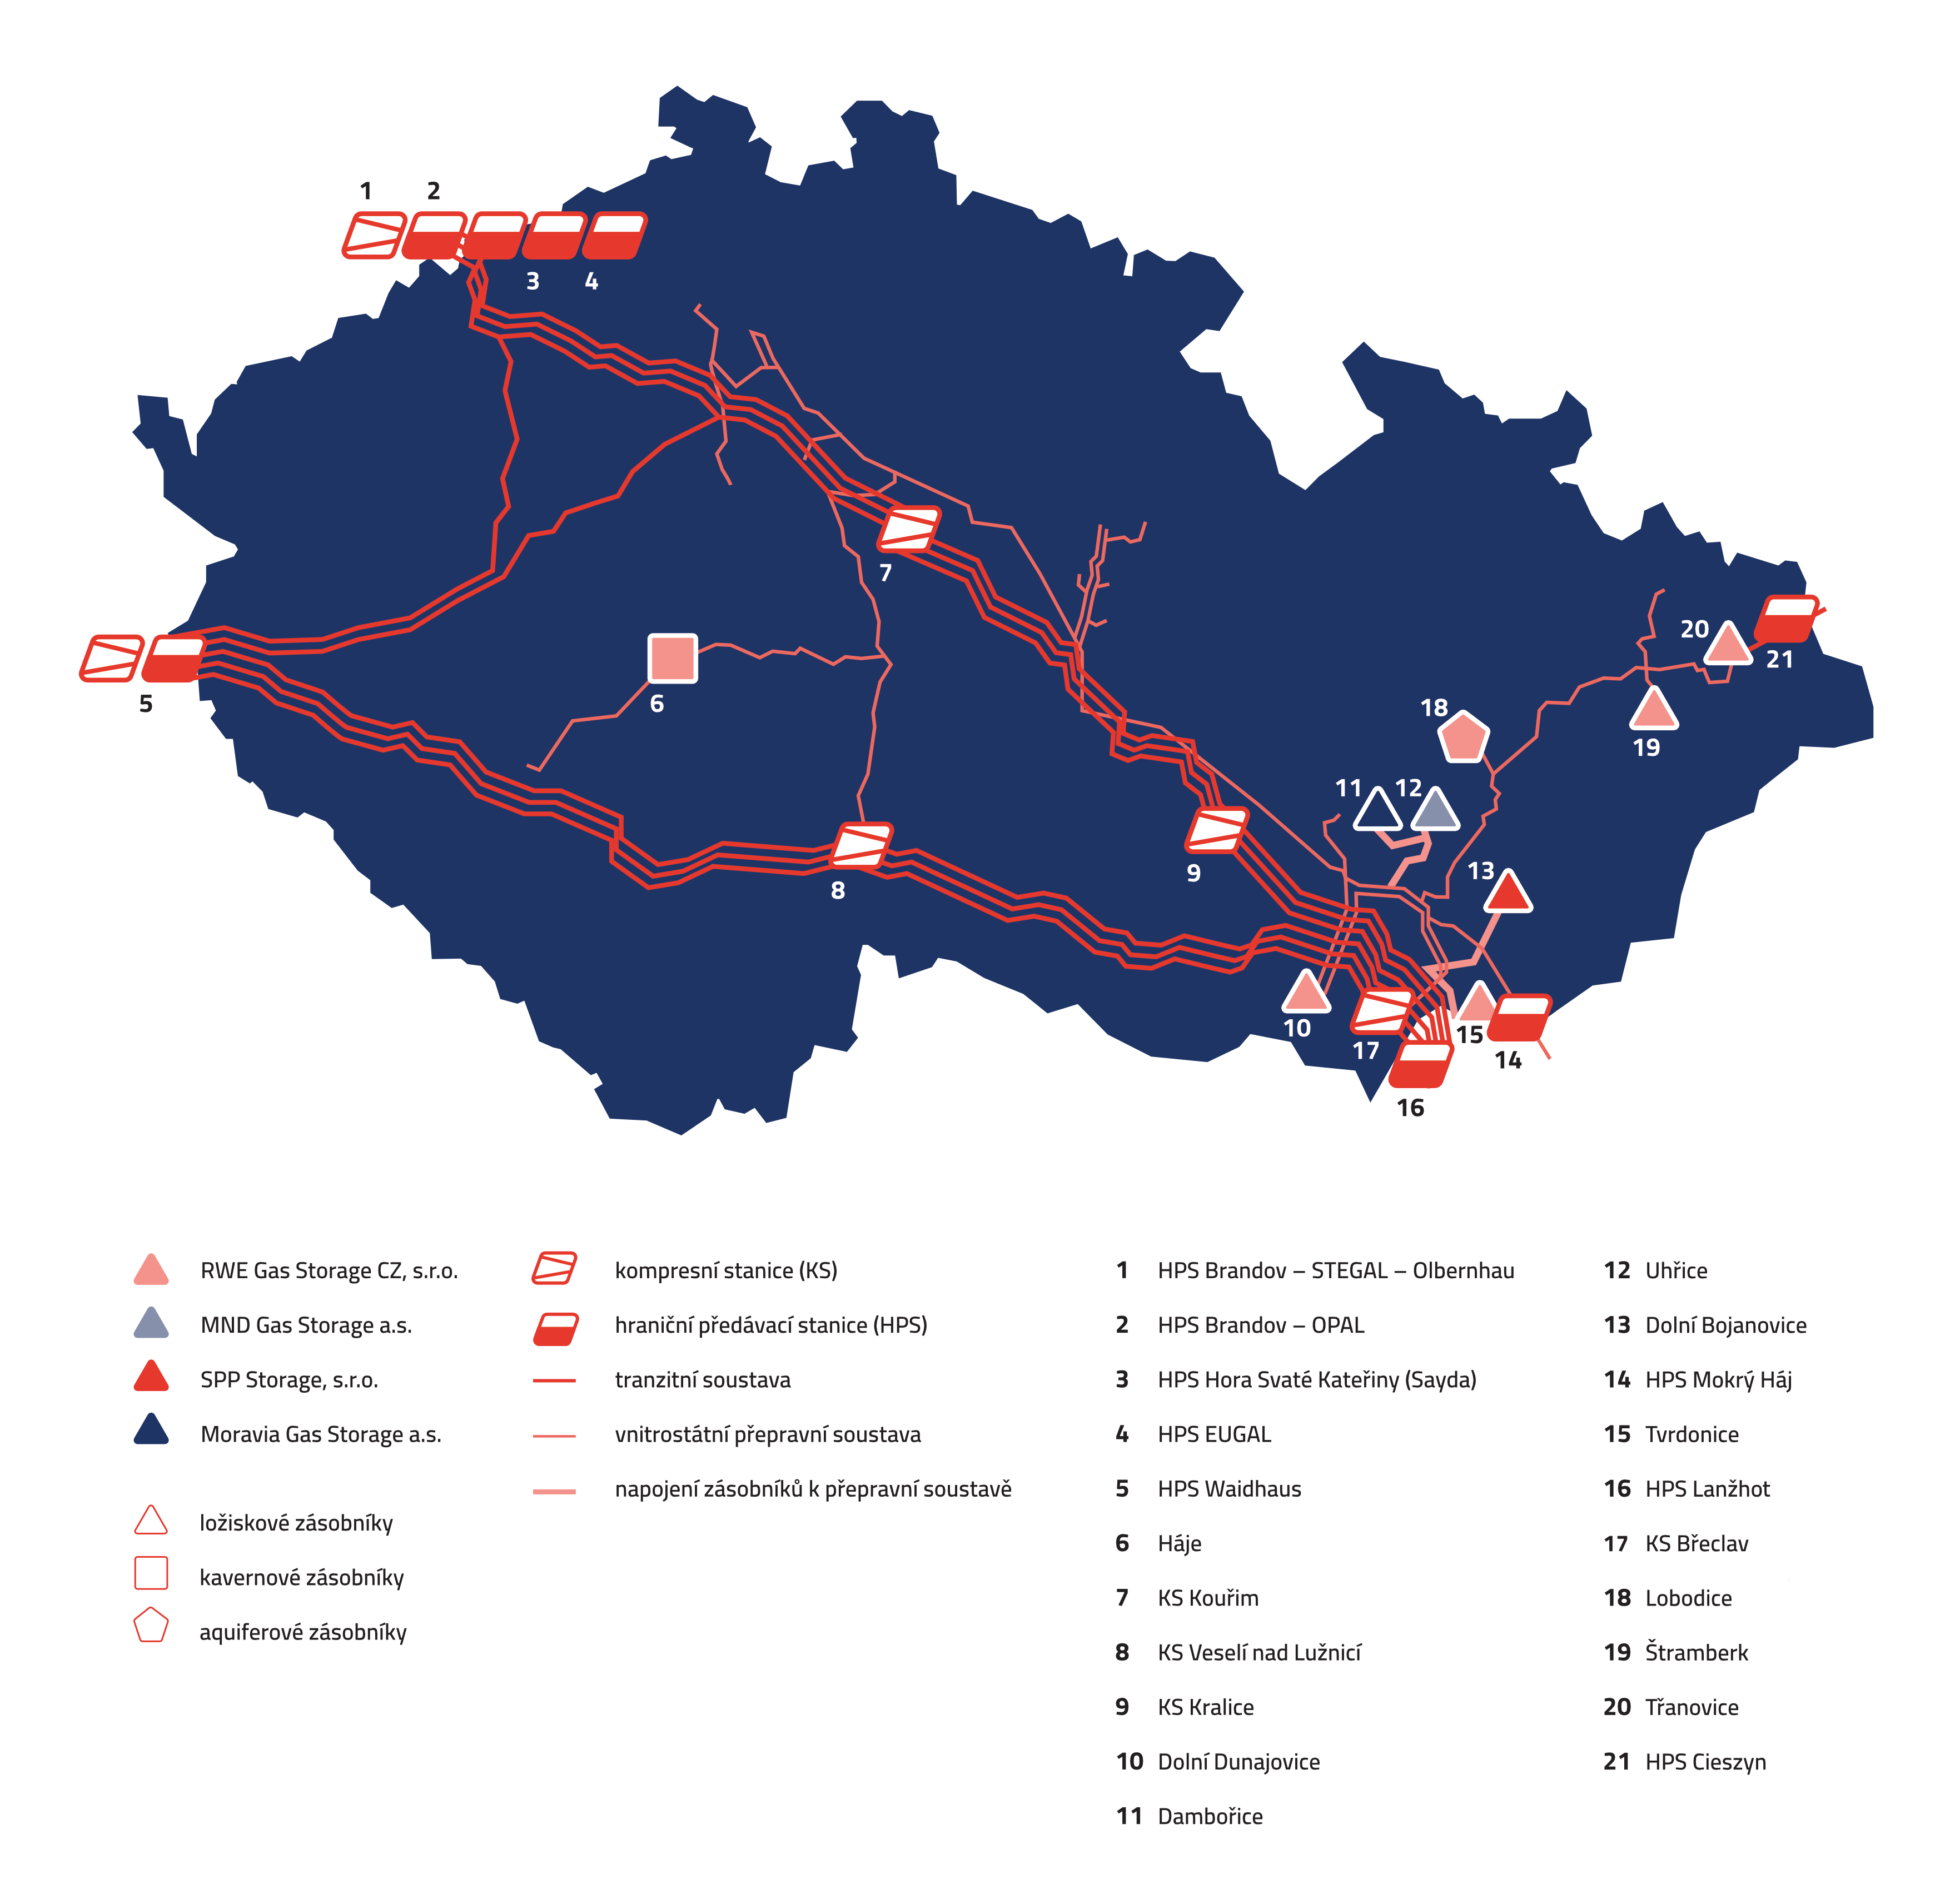 1
2
3
4
5
6
7
8
9
10
11
12
13
14
15
16
17
18
19
20
21
RWE Gas Storage CZ, s.r.o.
MND Gas Storage a.s.
SPP Storage, s.r.o.
Moravia Gas Storage a.s.
ložiskové zásobníky
kavernové zásobníky
aquiferové zásobníky
kompresní stanice (KS)
hraniční předávací stanice (HPS)
tranzitní soustava
vnitrostátní přepravní soustava
napojení zásobníků k přepravní soustavě
1 HPS Brandov – STEGAL – Olbernhau
2 HPS Brandov – OPAL
3 HPS Hora Svaté Kateřiny (Sayda)
4 HPS EUGAL
5 HPS Waidhaus
6 Háje
7 KS Kouřim
8 KS Veselí nad Lužnicí
9 KS Kralice
10 Dolní Dunajovice
11 Dambořice
12 Uhřice
13 Dolní Bojanovice
14 HPS Mokrý Háj
15 Tvrdonice
16 HPS Lanžhot
17 KS Břeclav
18 Lobodice
19 Štramberk
20 Třanovice
21 HPS Cieszyn